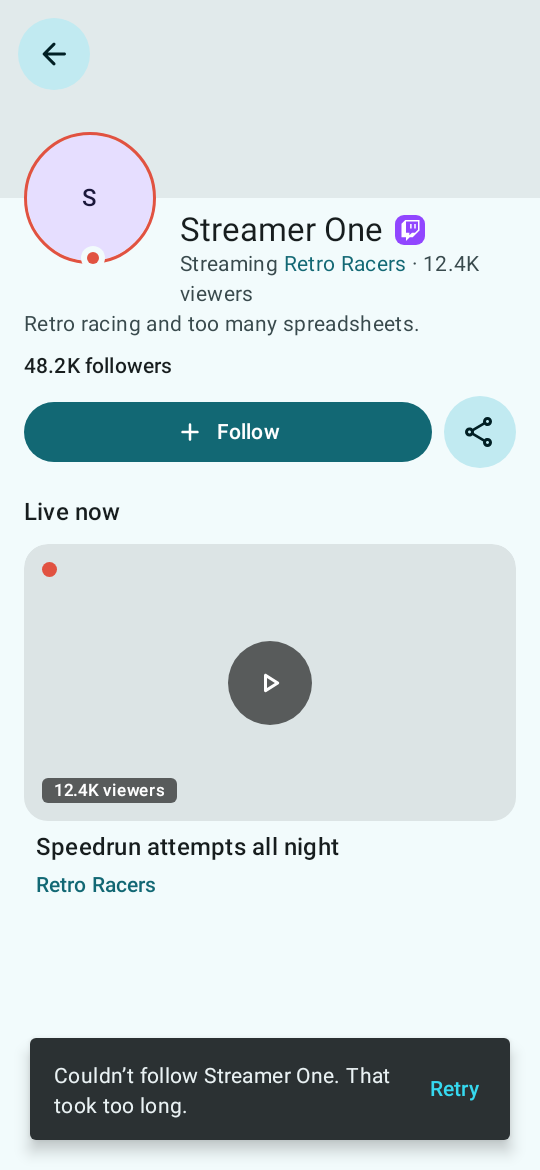 S
Streamer One
Streaming Retro Racers · 12.4K
viewers
Retro racing and too many spreadsheets.
48.2K followers
Follow
Live now
12.4K viewers
Speedrun attempts all night
Retro Racers
Couldn’t follow Streamer One. That
took too long.
Retry